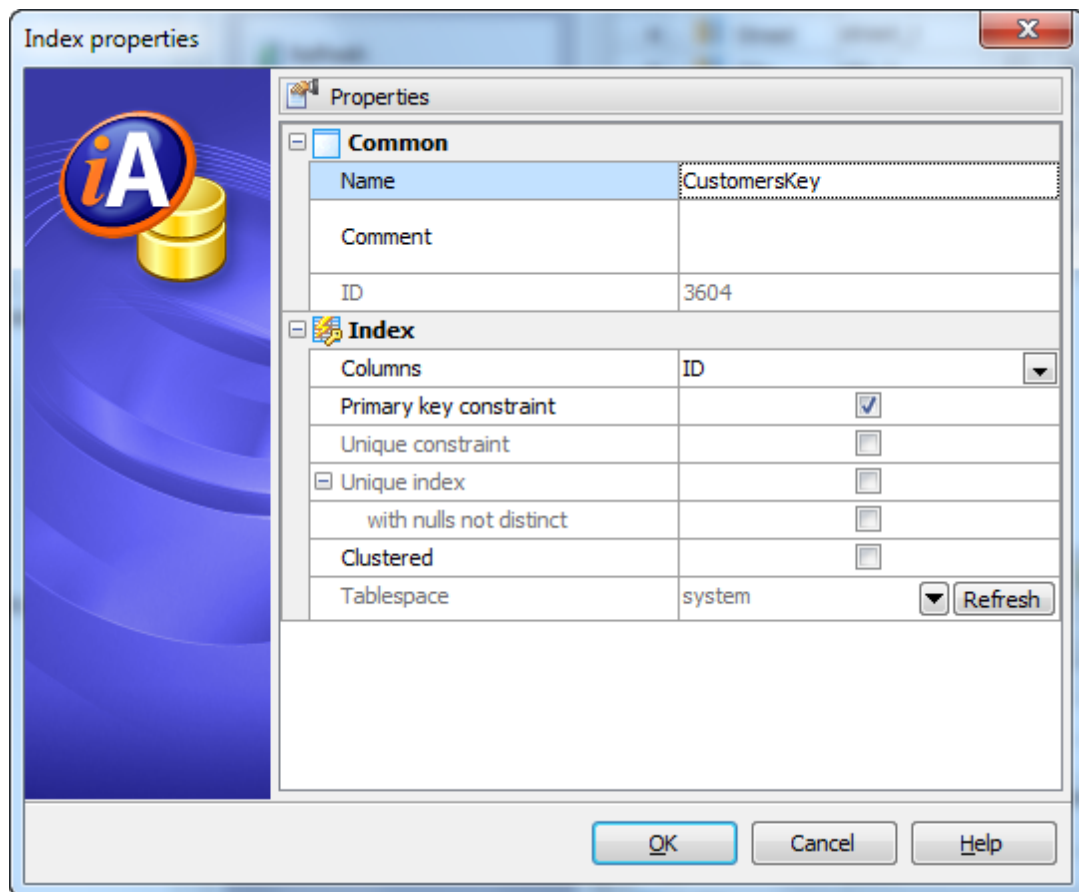 Index properties
iA
Properties
Common
Name CustomersKey
Comment
ID 3604
Index
Columns ID
Primary key constraint
Unique constraint
Unique index
with nulls not distinct
Clustered
Tablespace system Refresh
OK Cancel Help